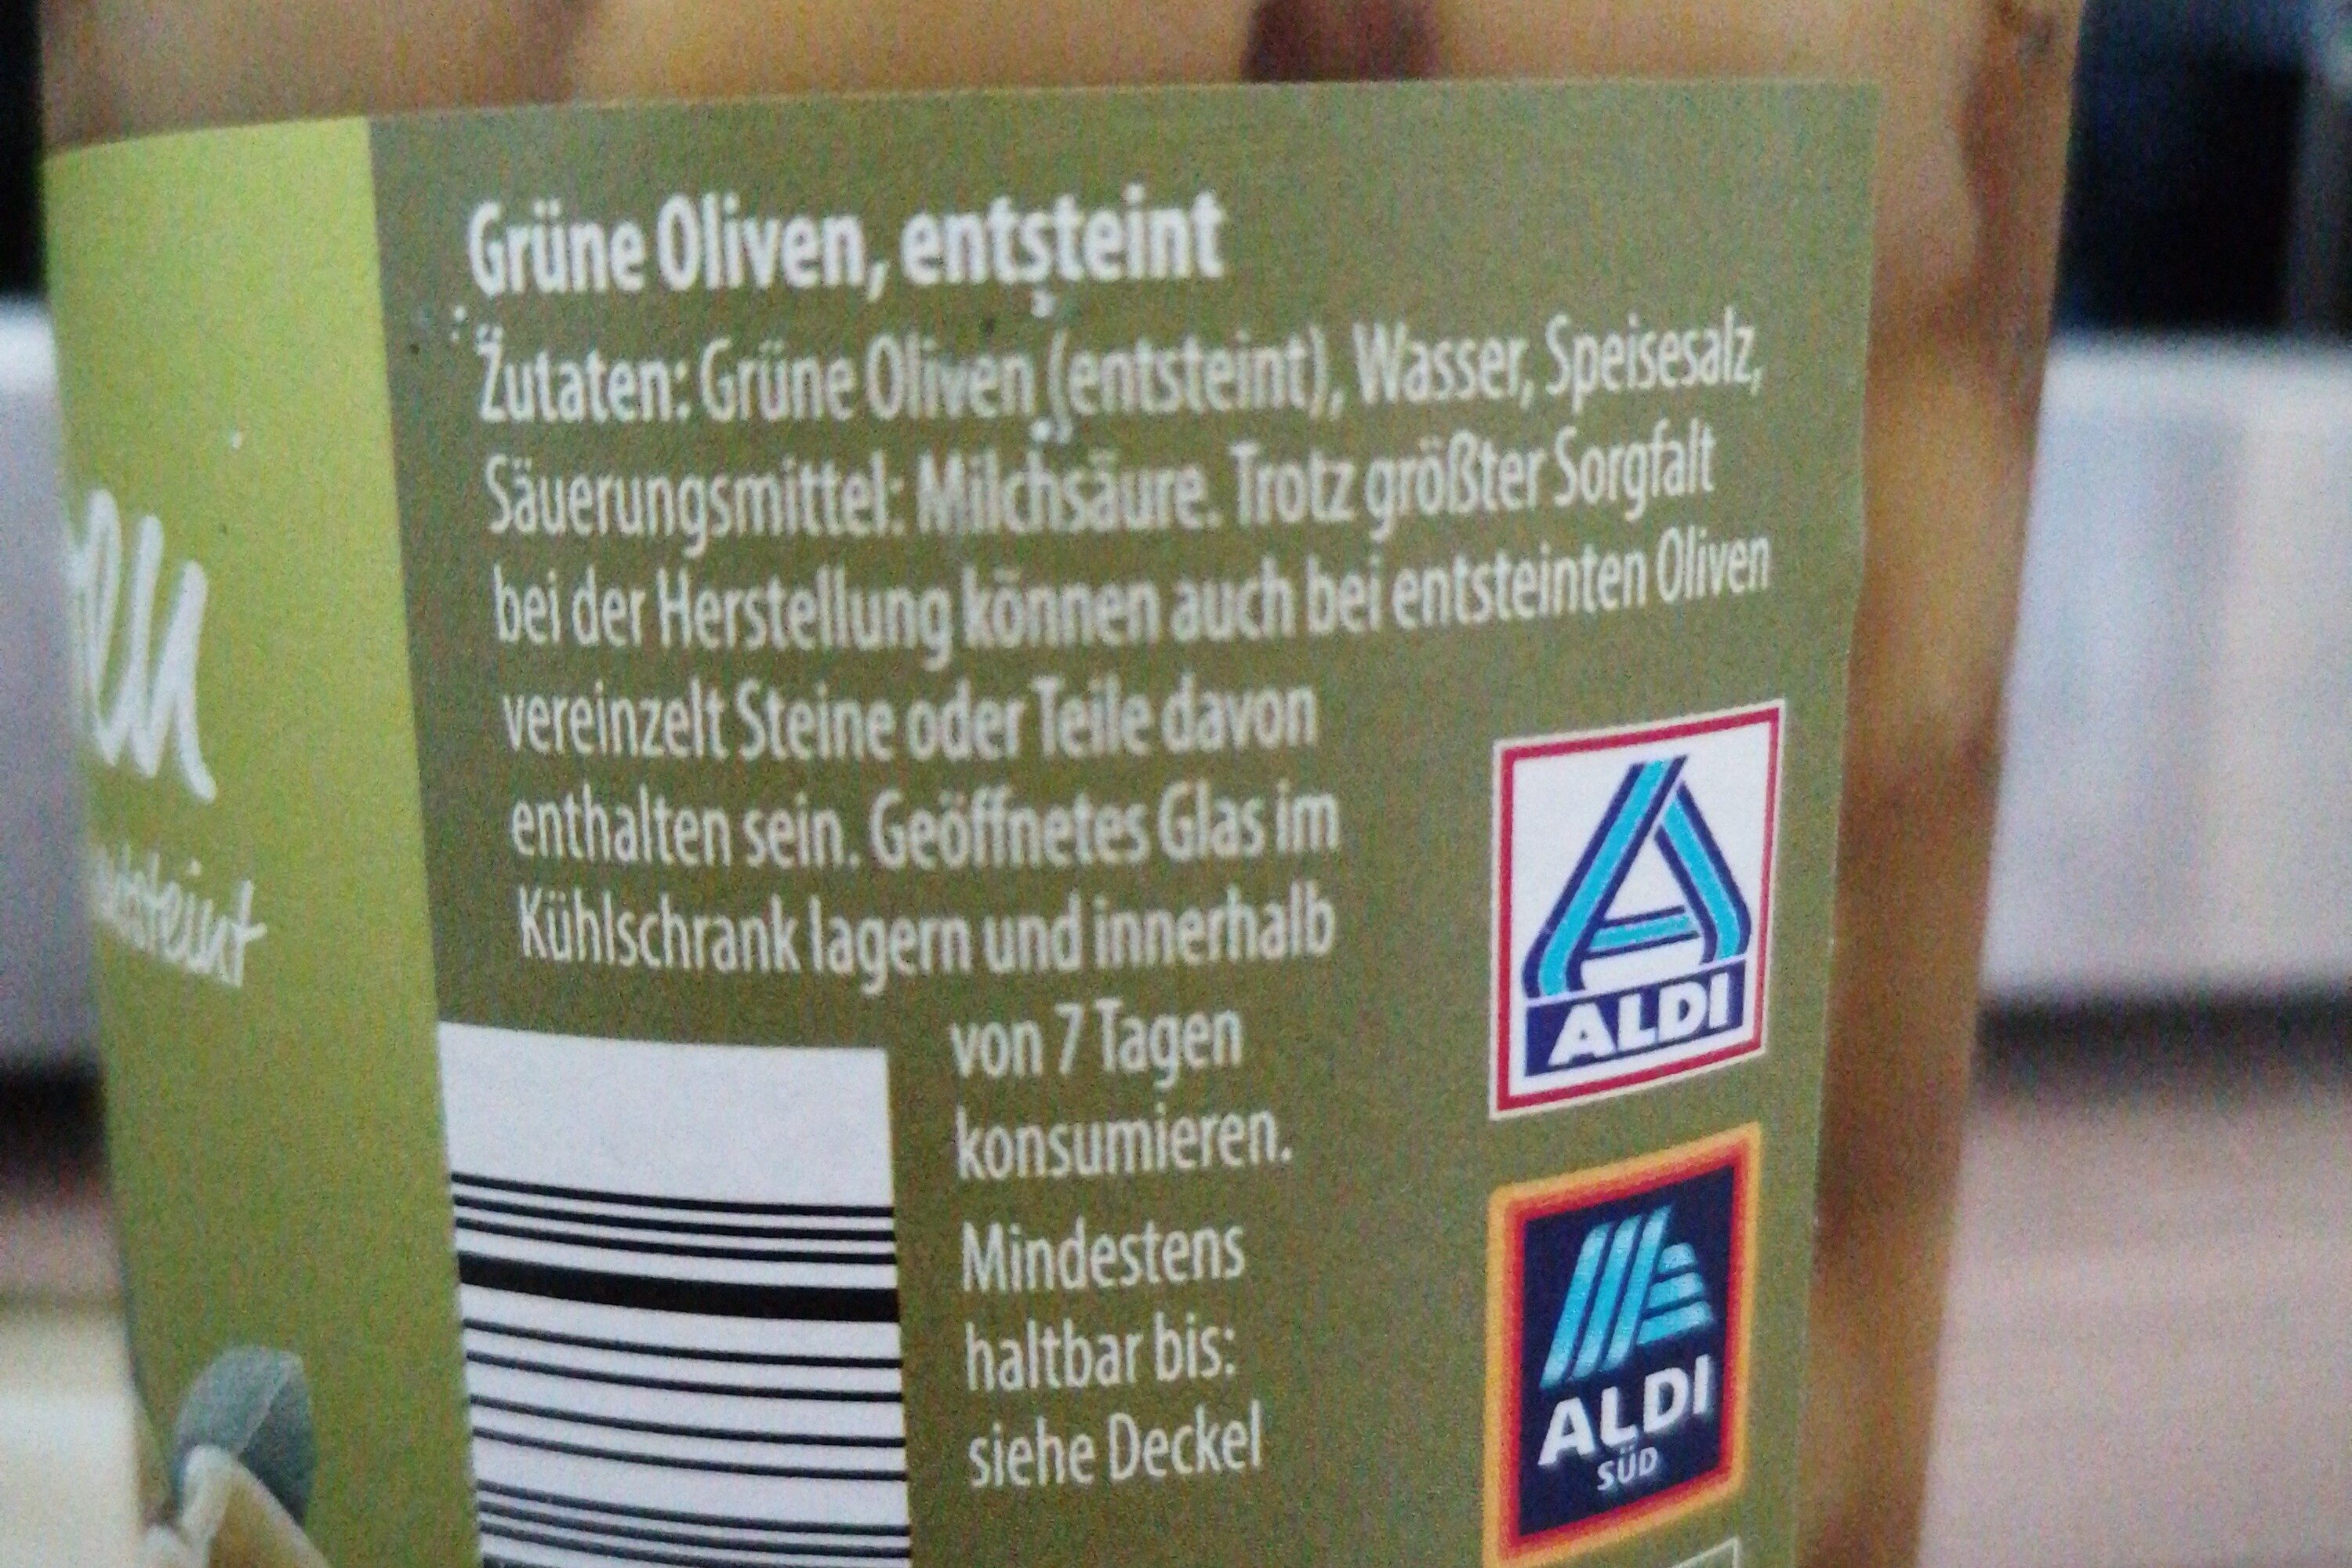 Grüne Oliven, entsteint
Zutaten: Grüne Oliven (entsteint), Wasser, Speisesalz,
Säuerungsmittel: Milchsäure. Trotz größter Sorgfalt
bei der Herstellung können auch bei entsteinten Oliven
vereinzelt Steine oder Teile davon
enthalten sein. Geöffnetes Glas im
Kühlschrank lagern und innerhalb
von 7 Tagen
konsumieren.
Mindestens
haltbar bis:
siehe Deckel
ALDI
ALDI
SÜD